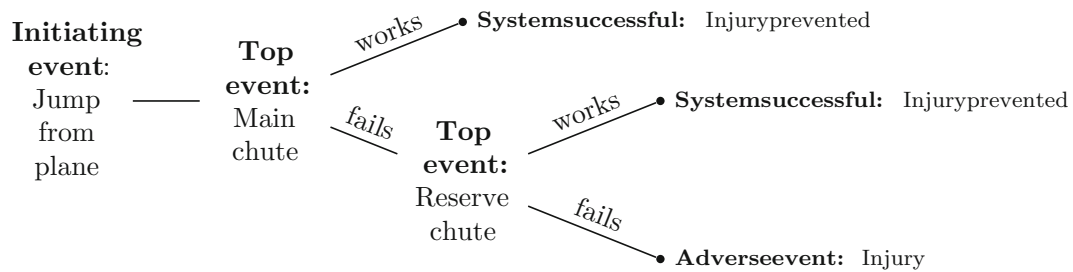 Initiating
event:
Jump
from
plane
Top
event:
Main
chute
works
Systemsuccessful: Injuryprevented
fails
Top
event:
Reserve
chute
works
Systemsuccessful: Injuryprevented
fails
Adverseevent: Injury